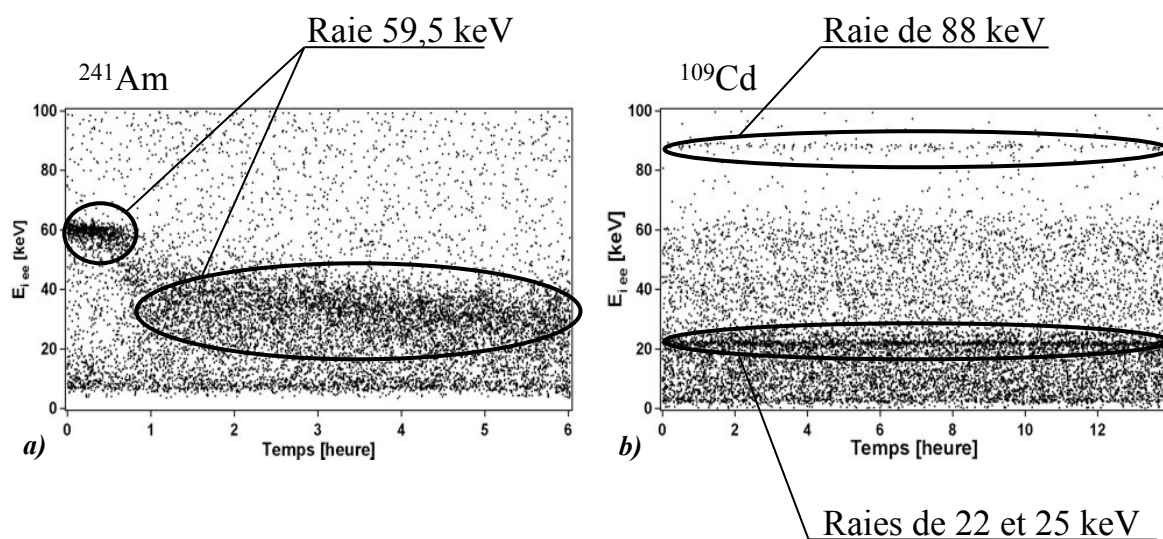 Raie 59,5 keV
Raie de 88 keV
²⁴¹Am
¹⁰⁹Cd
100
80
60
40
20
0
E i ee [keV]
0 1 2 3 4 5 6
Temps [heure]
a)
100
80
60
40
20
0
E i ee [keV]
0 2 4 6 8 10 12
Temps [heure]
b)
Raies de 22 et 25 keV